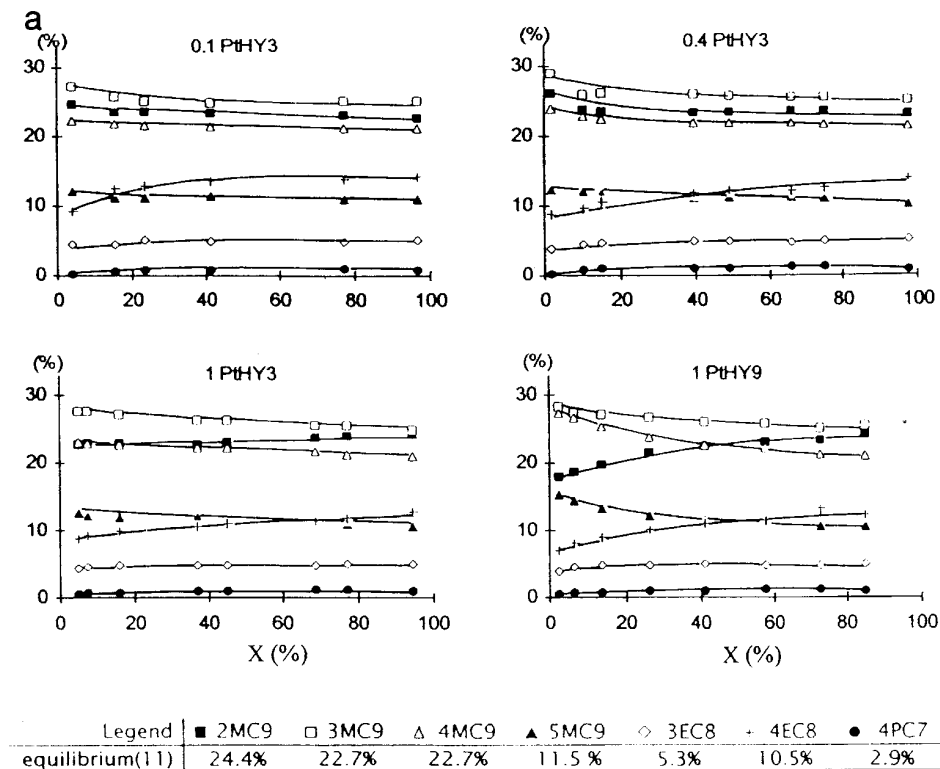 a
(%)
0.1 PtHY3
30
20
10
0
0 20 40 60 80 100
(%)
0.4 PtHY3
30
20
10
0
0 20 40 60 80 100
(%)
1 PtHY3
30
20
10
0
0 20 40 60 80 100
X (%)
(%)
1 PtHY9
30
20
10
0
0 20 40 60 80 100
X (%)
Legend ■ 2MC9 □ 3MC9 △ 4MC9 ▲ 5MC9 ◇ 3EC8 + 4EC8 ● 4PC7
equilibrium(11) 24.4% 22.7% 22.7% 11.5 % 5.3% 10.5% 2.9%